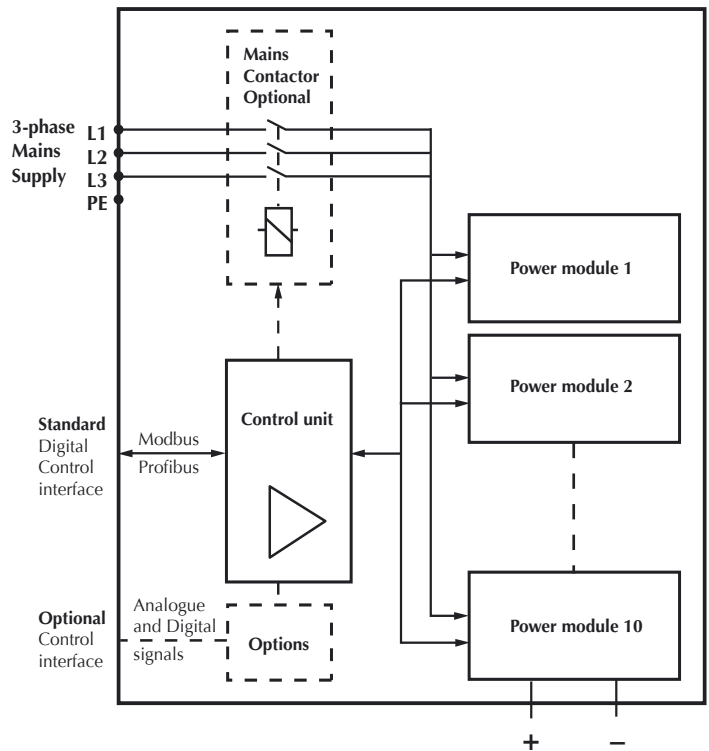 Mains
Contactor
Optional
3-phase L1
Mains L2
Supply L3
PE
Power module 1
Power module 2
Control unit
Standard
Digital
Control
interface
Modbus
Profibus
Power module 10
Optional
Control
interface
Analogue
and Digital
signals
Options
+ −